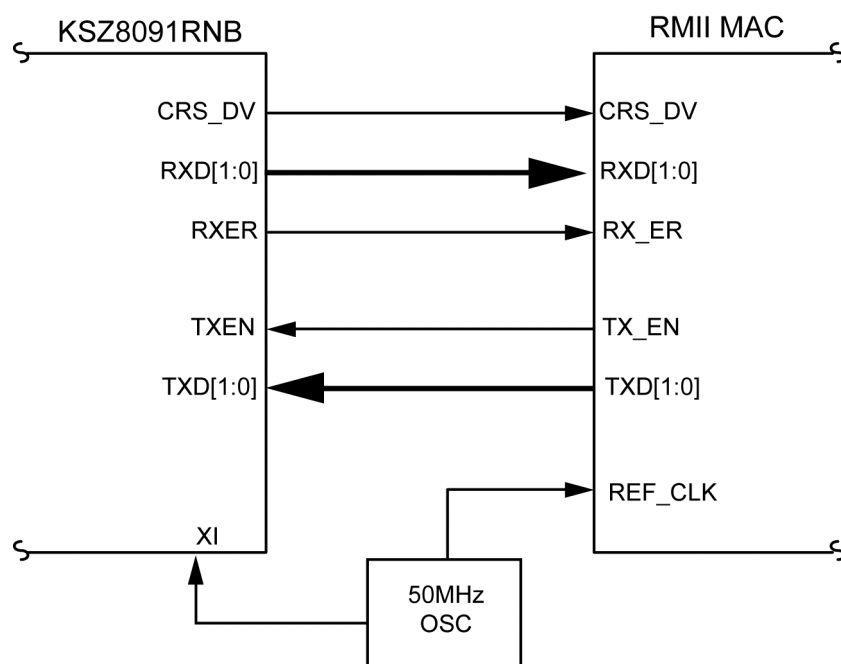 KSZ8091RNB
RMII MAC
CRS_DV
CRS_DV
RXD[1:0]
RXD[1:0]
RXER
RX_ER
TXEN
TX_EN
TXD[1:0]
TXD[1:0]
REF_CLK
XI
50MHz
OSC